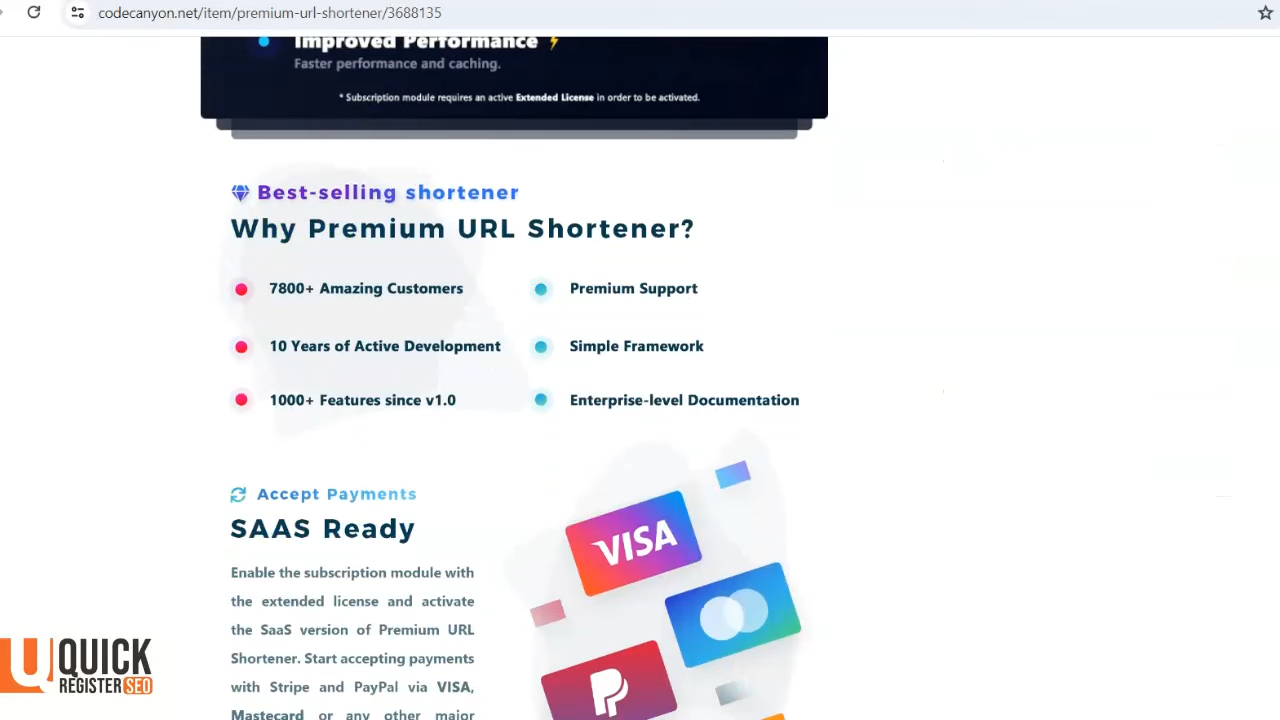 codecanyon.net/item/premium-url-shortener/3688135
Improved Performance
Faster performance and caching.
* Subscription module requires an active Extended License in order to be activated.
Best-selling shortener
Why Premium URL Shortener?
7800+ Amazing Customers
Premium Support
10 Years of Active Development
Simple Framework
1000+ Features since v1.0
Enterprise-level Documentation
Accept Payments
SAAS Ready
Enable the subscription module with
the extended license and activate
the SaaS version of Premium URL
Shortener. Start accepting payments
with Stripe and PayPal via VISA,
Mastecard or any other major
VISA
QUICK
REGISTER SEO